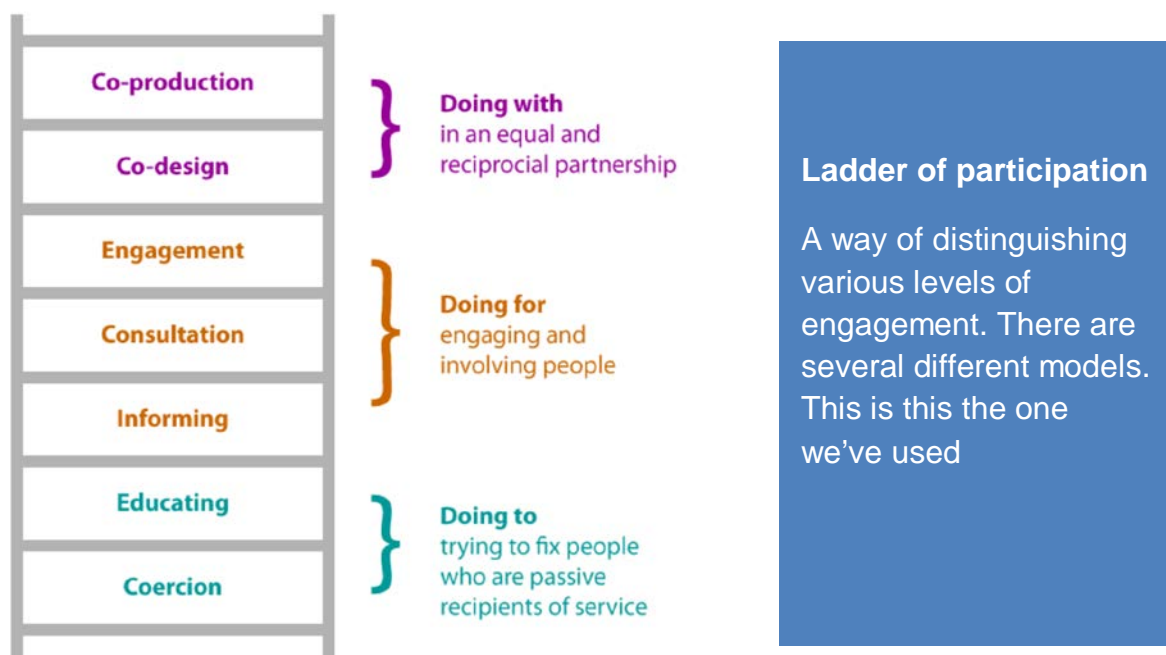 Co-production
Co-design
Engagement
Consultation
Informing
Educating
Coercion
Doing with
in an equal and
reciprocial partnership
Doing for
engaging and
involving people
Doing to
trying to fix people
who are passive
recipients of service
Ladder of participation
A way of distinguishing
various levels of
engagement. There are
several different models.
This is this the one
we’ve used